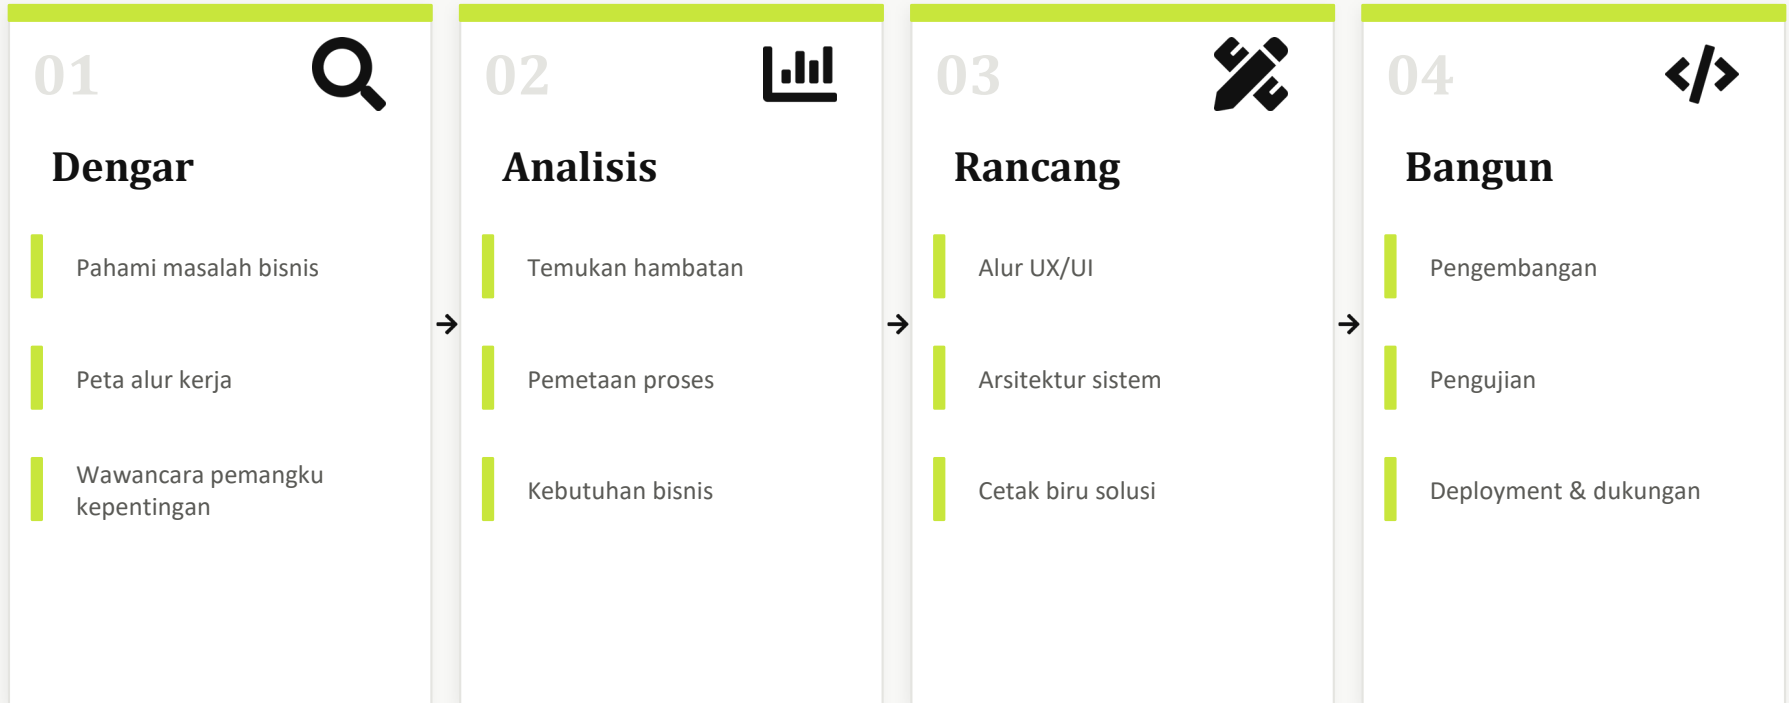 01
Dengar
Pahami masalah bisnis
Peta alur kerja
Wawancara pemangku
kepentingan
02
Analisis
Temukan hambatan
Pemetaan proses
Kebutuhan bisnis
03
Rancang
Alur UX/UI
Arsitektur sistem
Cetak biru solusi
04
Bangun
Pengembangan
Pengujian
Deployment & dukungan